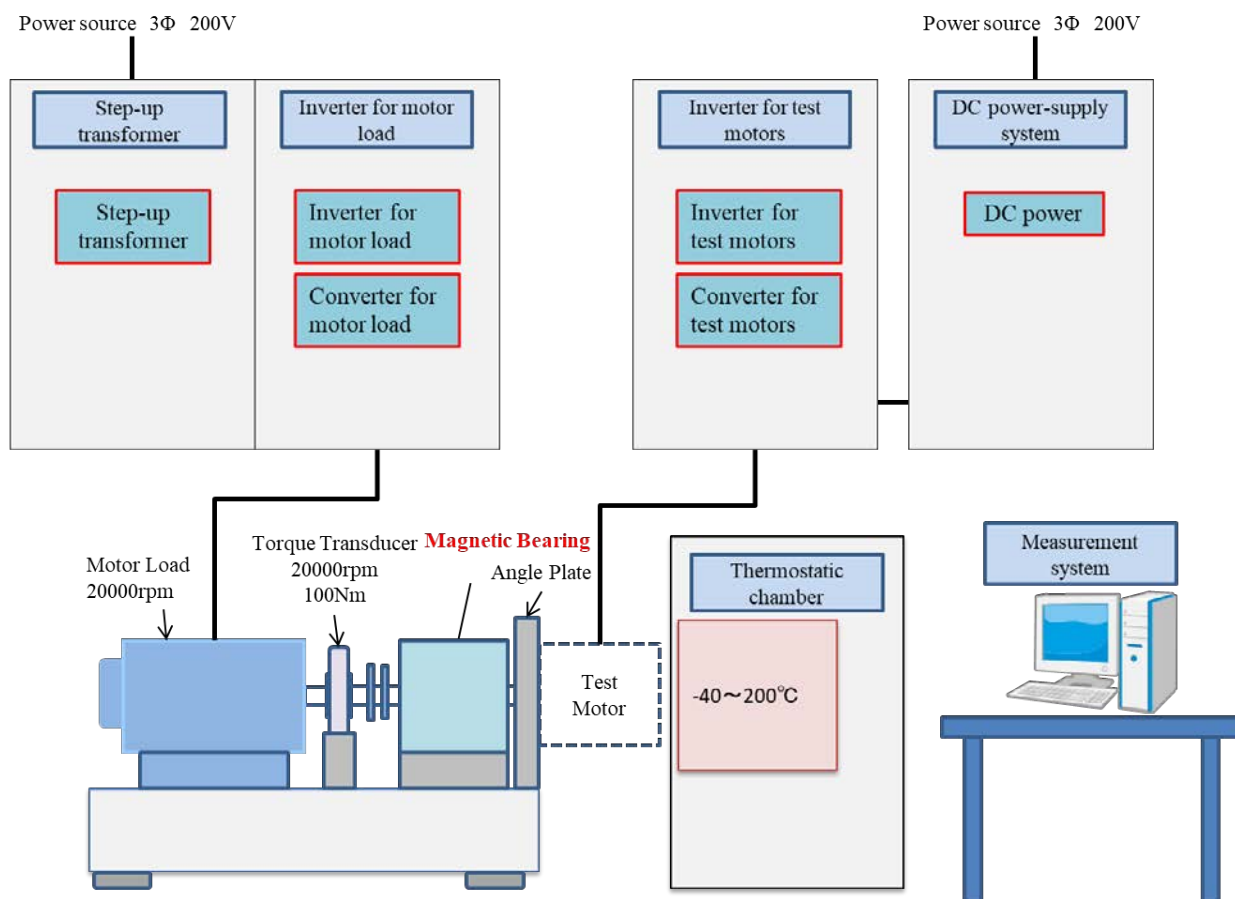 Power source 3Φ 200V
Power source 3Φ 200V
Step-up
transformer
Inverter for motor
load
Inverter for test
motors
DC power-supply
system
Step-up
transformer
Inverter for
motor load
Converter for
motor load
Inverter for
test motors
Converter for
test motors
DC power
Motor Load
20000rpm
Torque Transducer
20000rpm
100Nm
Magnetic Bearing
Angle Plate
Test
Motor
Thermostatic
chamber
-40～200℃
Measurement
system